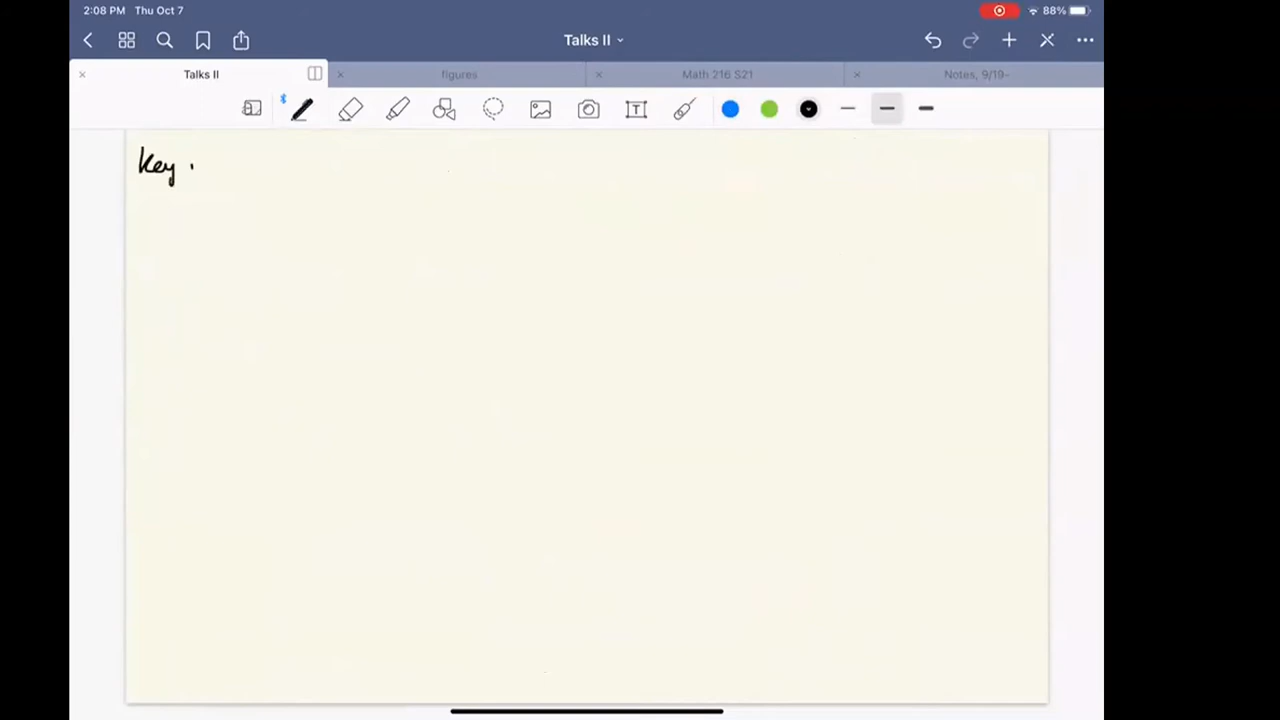 2:08 PM Thu Oct 7
88%
Talks II
Talks II
figures
Math 216 S21
Notes, 9/19-
T
Key